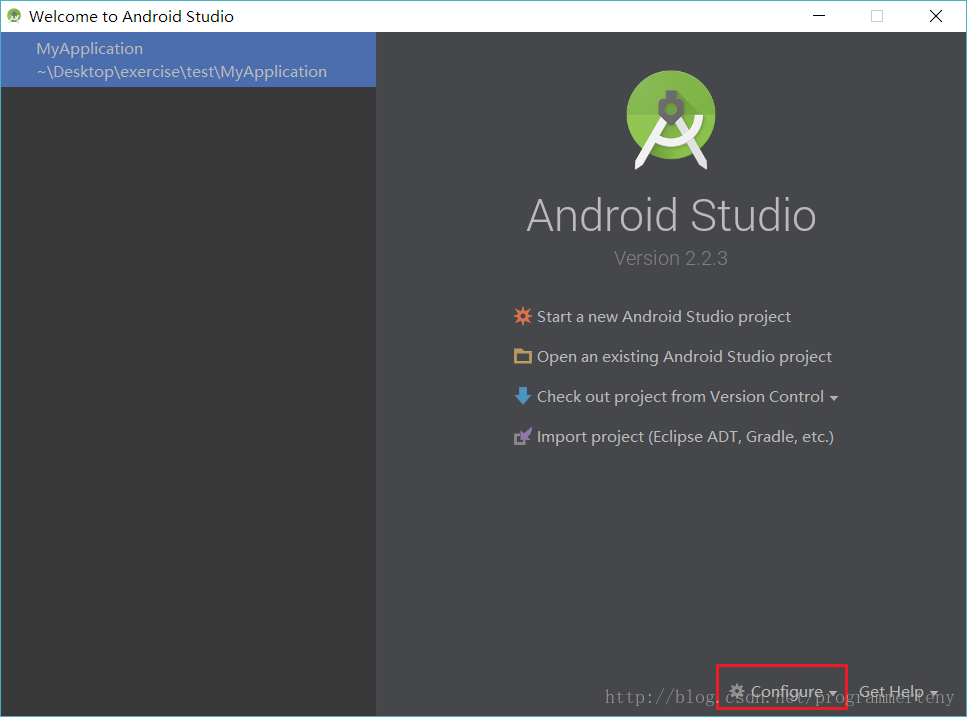 Welcome to Android Studio
MyApplication
~\Desktop\exercise\test\MyApplication
Android Studio
Version 2.2.3
Start a new Android Studio project
Open an existing Android Studio project
Check out project from Version Control
Import project (Eclipse ADT, Gradle, etc.)
Configure
Get Help
http://blog.csdn.net/programmerteny